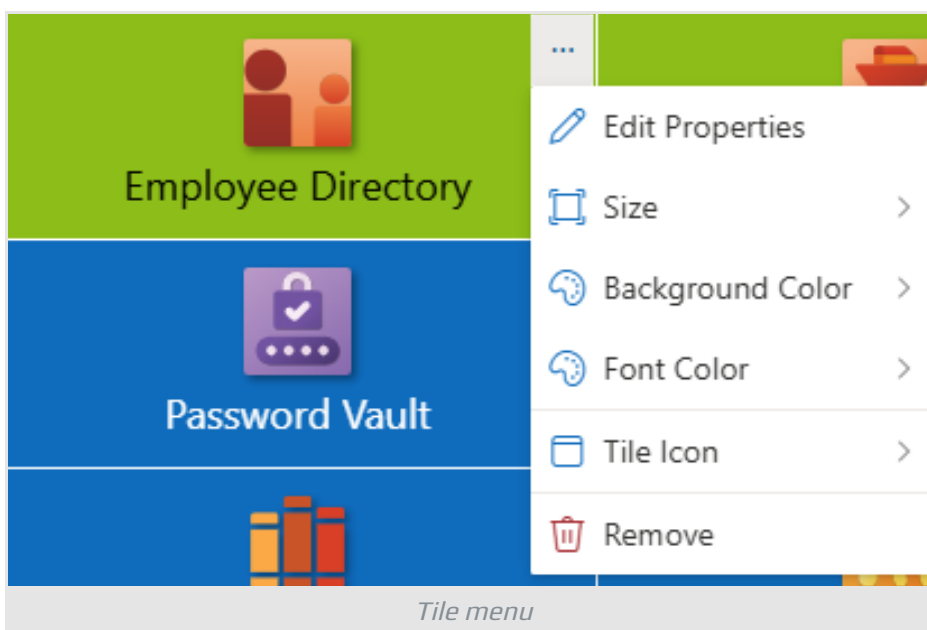 ...
Employee Directory
Edit Properties
Size
Background Color
Password Vault
Font Color
Tile Icon
Remove
Tile menu